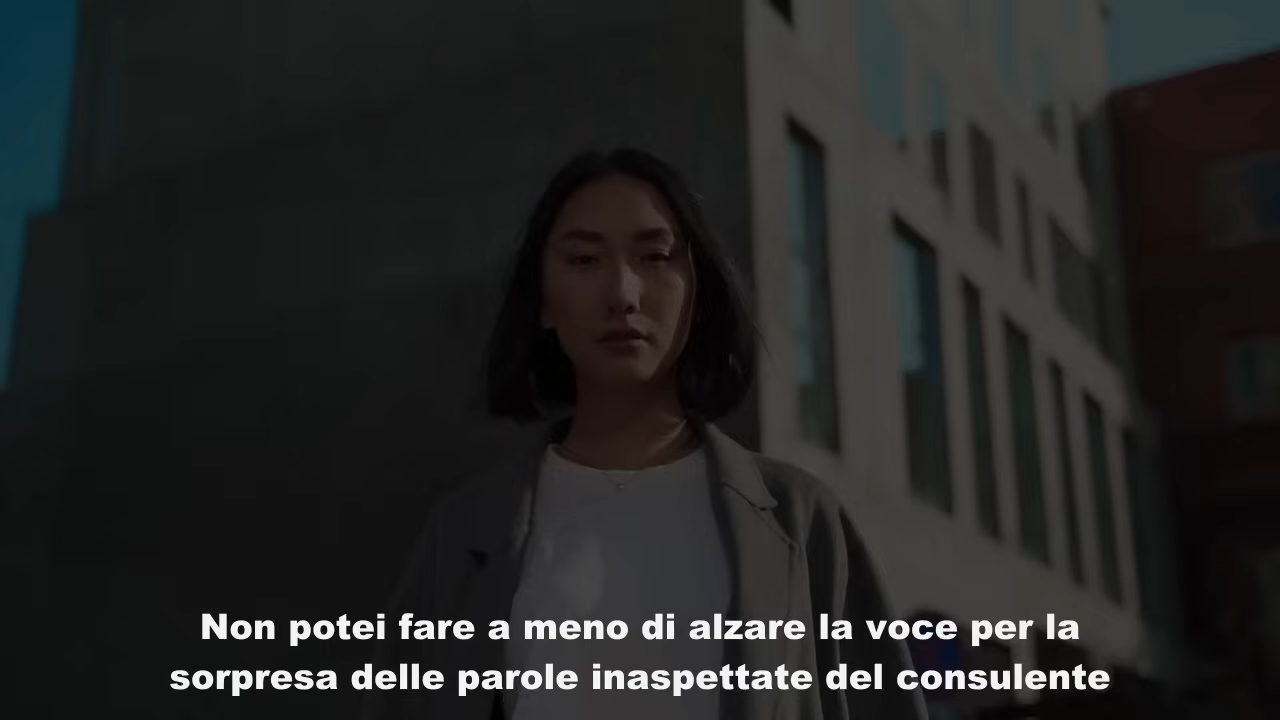 Non potei fare a meno di alzare la voce per la
sorpresa delle parole inaspettate del consulente